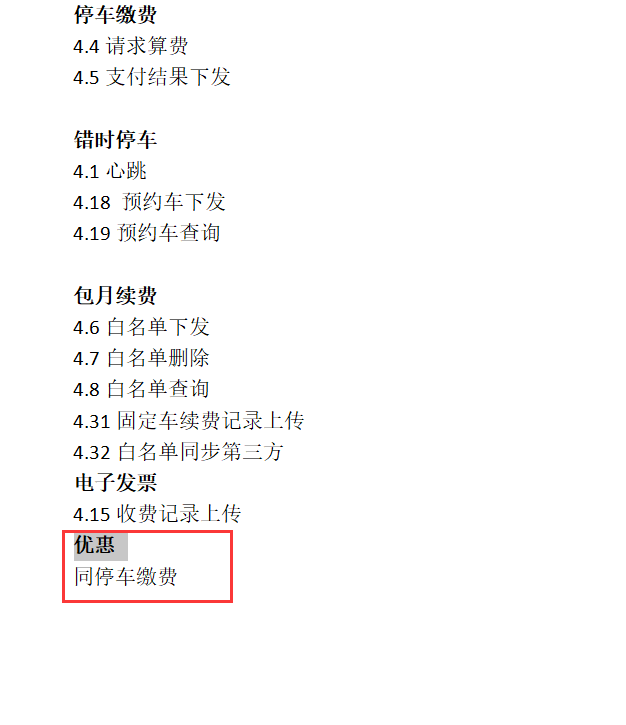 停车缴费
4.4 请求算费
4.5 支付结果下发
错时停车
4.1 心跳
4.18 预约车下发
4.19 预约车查询
包月续费
4.6 白名单下发
4.7 白名单删除
4.8 白名单查询
4.31 固定车续费记录上传
4.32 白名单同步第三方
电子发票
4.15 收费记录上传
优惠
同停车缴费